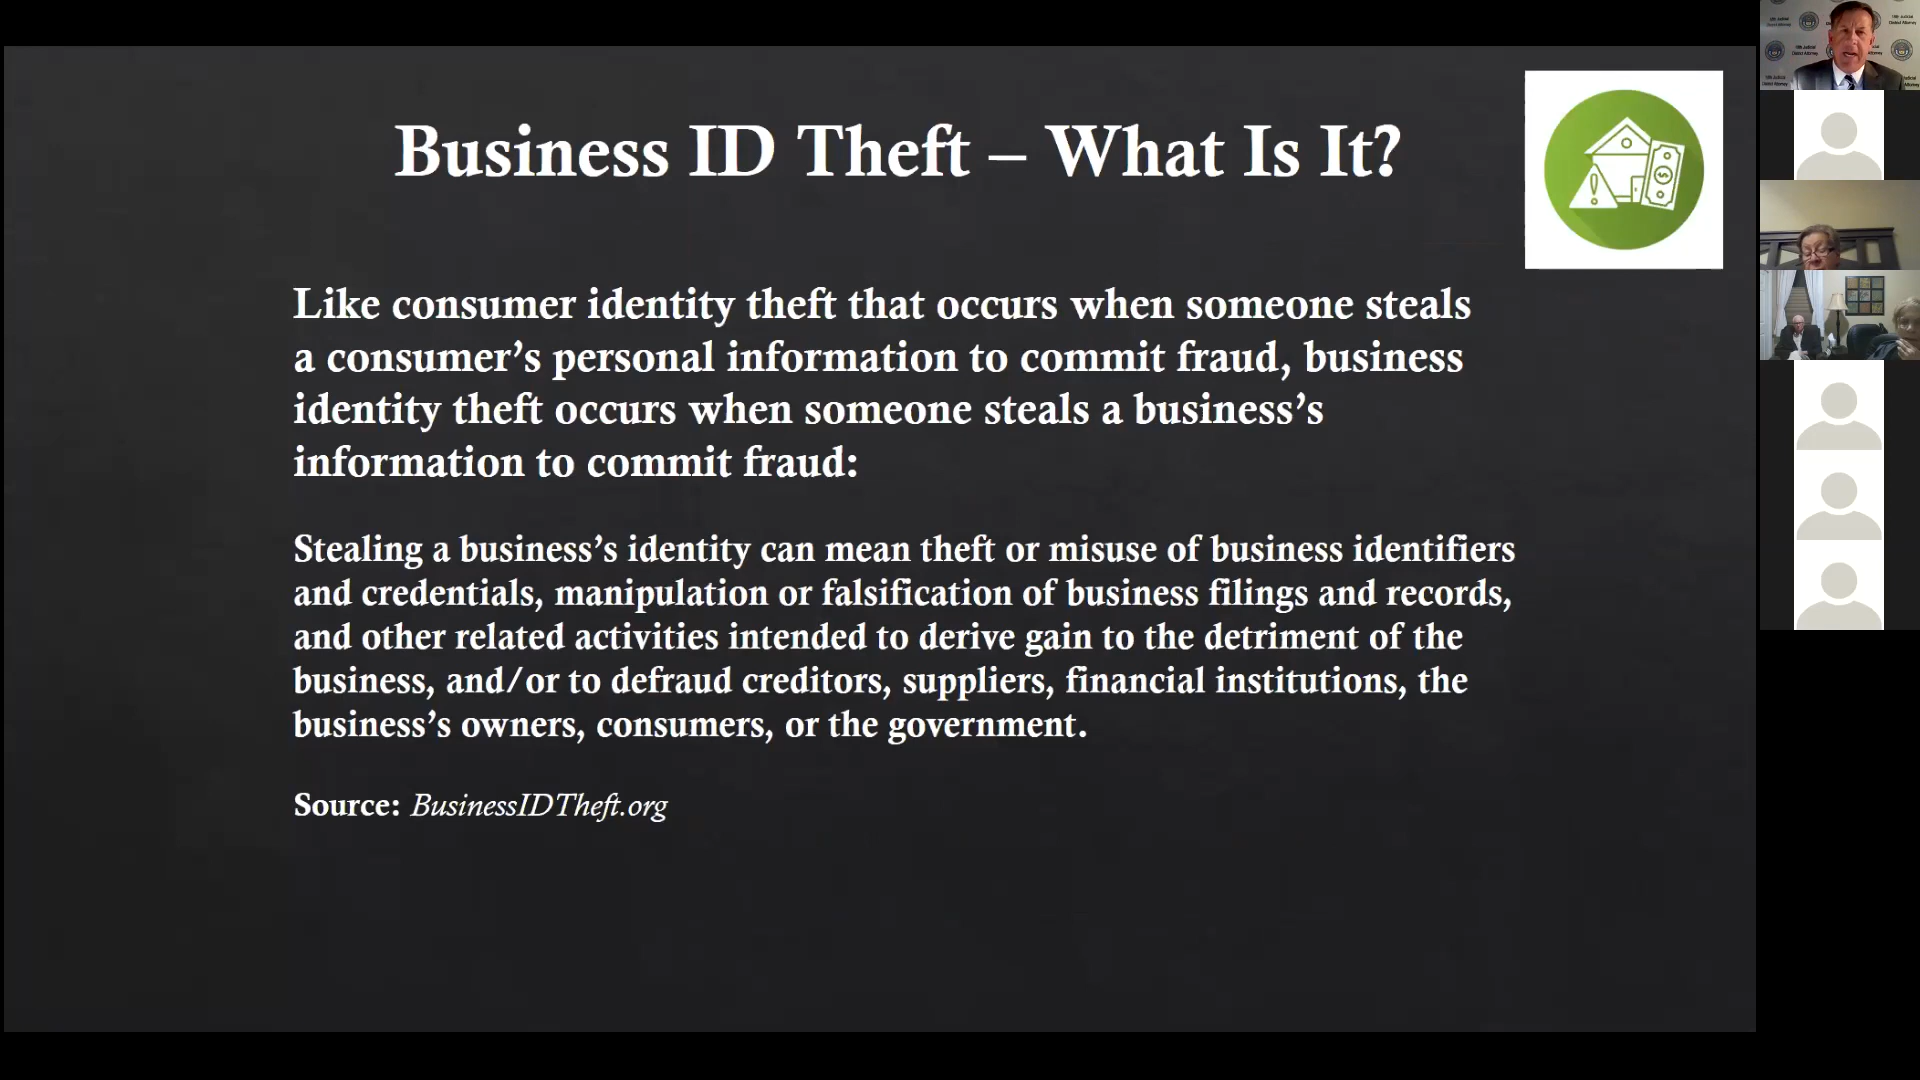 Business ID Theft – What Is It?
Like consumer identity theft that occurs when someone steals
a consumer’s personal information to commit fraud, business
identity theft occurs when someone steals a business’s
information to commit fraud:
Stealing a business’s identity can mean theft or misuse of business identifiers
and credentials, manipulation or falsification of business filings and records,
and other related activities intended to derive gain to the detriment of the
business, and/or to defraud creditors, suppliers, financial institutions, the
business’s owners, consumers, or the government.
Source: BusinessIDTheft.org